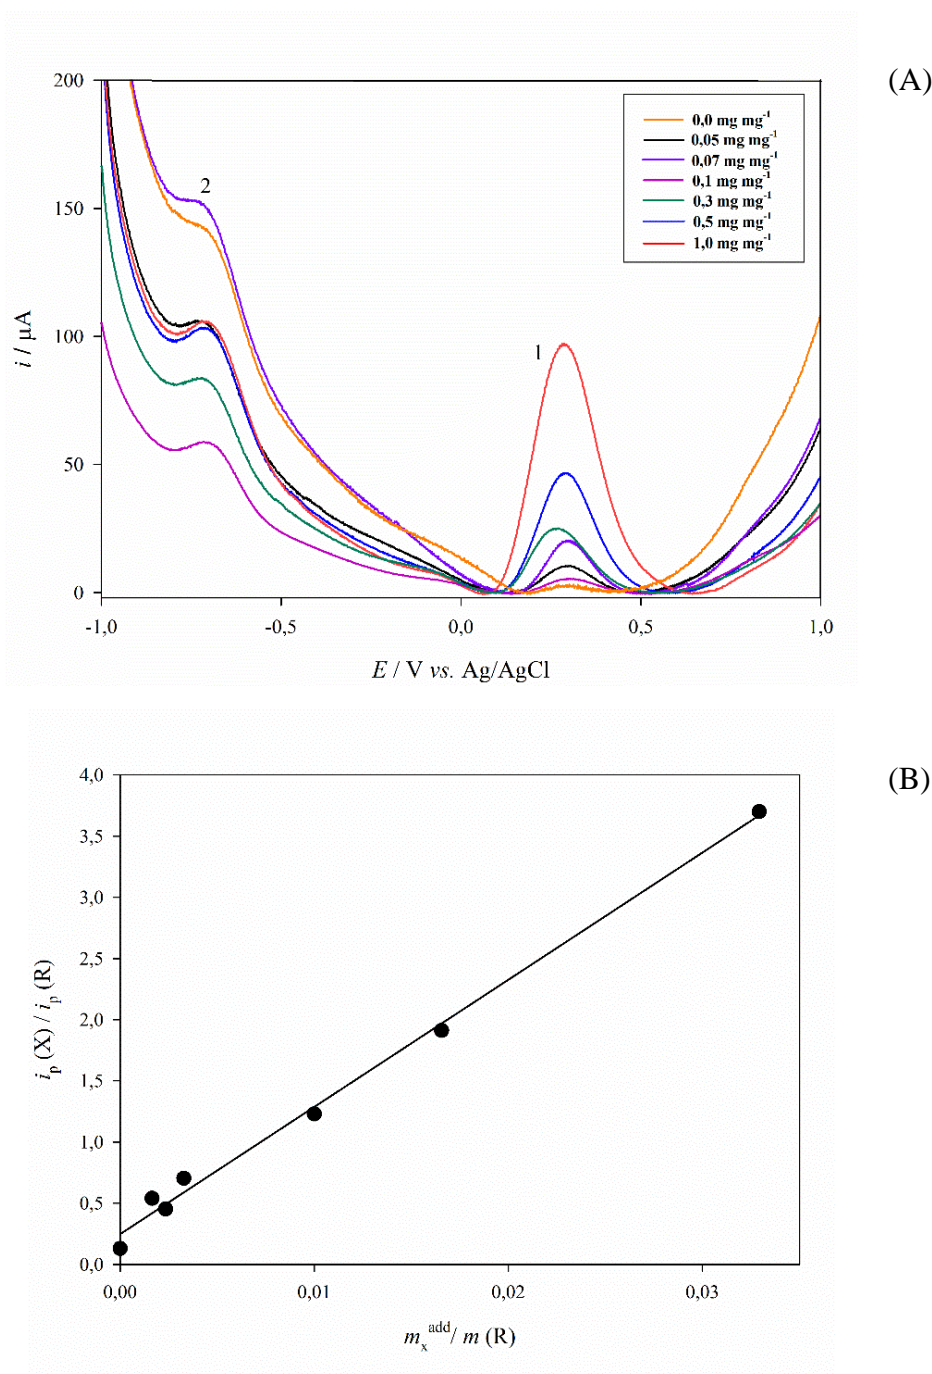 (A)
200
150
100
50
0
i / µA
2
1
0,0 mg mg⁻¹
0,05 mg mg⁻¹
0,07 mg mg⁻¹
0,1 mg mg⁻¹
0,3 mg mg⁻¹
0,5 mg mg⁻¹
1,0 mg mg⁻¹
-1,0 -0,5 0,0 0,5 1,0
E / V vs. Ag/AgCl
(B)
4,0
3,5
3,0
2,5
2,0
1,5
1,0
0,5
0,0
iₚ (X) / iₚ (R)
0,00 0,01 0,02 0,03
mₓᵃᵈᵈ/ m (R)